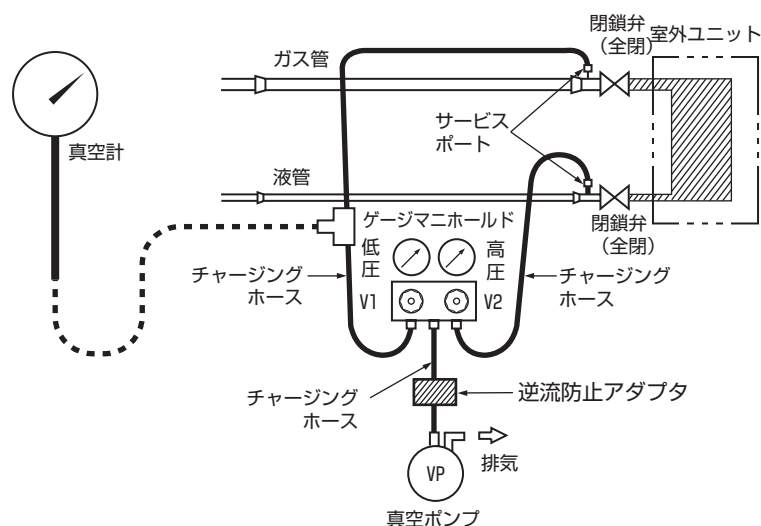 閉鎖弁
（全閉）
室外ユニット
ガス管
サービス
ポート
真空計
液管
ゲージマニホールド
閉鎖弁
（全閉）
低
圧
高
圧
チャージング
ホース
V1
V2
チャージング
ホース
チャージング
ホース
逆流防止アダプタ
排気
VP
真空ポンプ